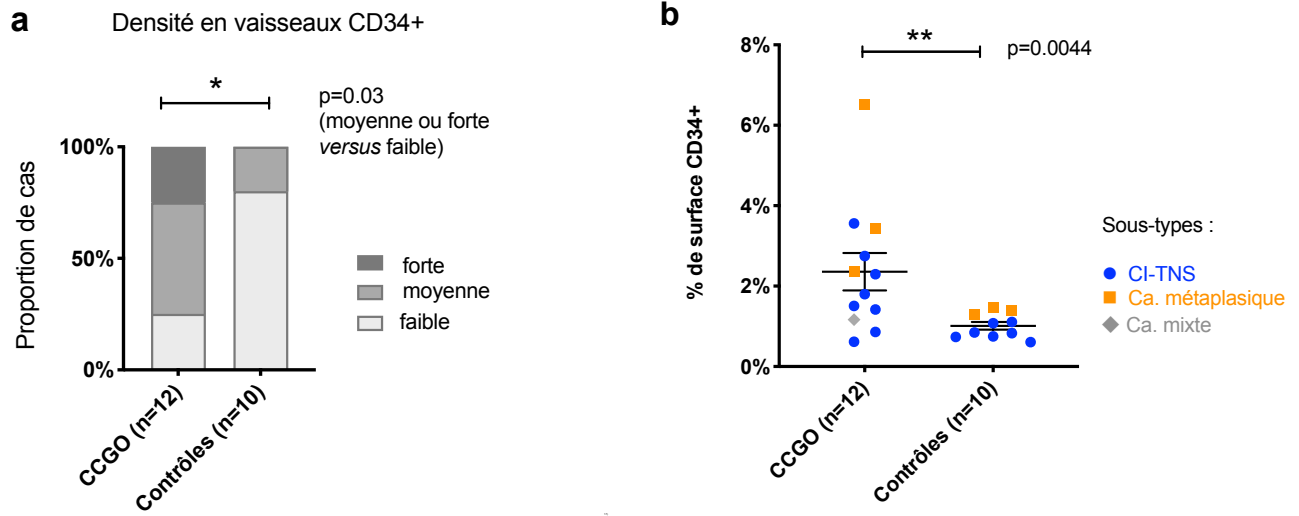 a
Densité en vaisseaux CD34+
*
p=0.03
(moyenne ou forte
versus faible)
Proportion de cas
100%
50%
0%
forte
moyenne
faible
CCGO (n=12)
Contrôles (n=10)
b
**
p=0.0044
% de surface CD34+
8%
6%
4%
2%
0%
Sous-types :
CI-TNS
Ca. métaplasique
Ca. mixte
CCGO (n=12)
Contrôles (n=10)